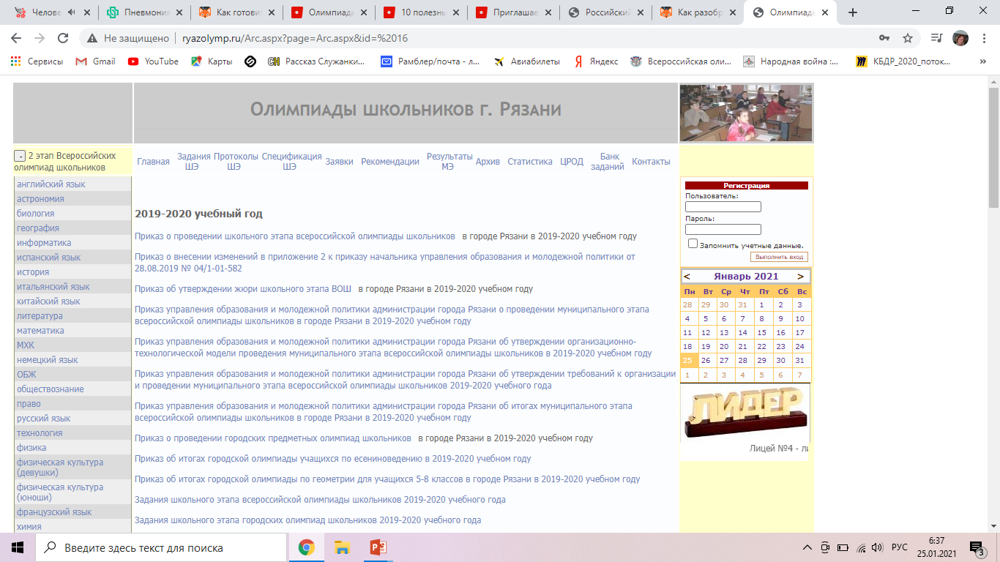 Челове
Пневмония
Как готови
Олимпиады
10 полезны
Приглашае
Российский
Как разобр
Олимпиады
Не защищено
ryazolymp.ru/Arc.aspx?page=Arc.aspx&id=%2016
Сервисы
Gmail
YouTube
Карты
Рассказ Служанки...
Рамблер/почта - л...
Авиабилеты
Яндекс
Всероссийская оли...
Народная война :...
КБДР_2020_поток...
»
Олимпиады школьников г. Рязани
- 2 этап Всероссийских
олимпиад школьников
английский язык
астрономия
биология
география
информатика
испанский язык
история
итальянский язык
китайский язык
литература
математика
МХК
немецкий язык
ОБЖ
обществознание
право
русский язык
технология
физика
физическая культура
(девушки)
физическая культура
(юноши)
французский язык
химия
Главная
Задания
ШЭ
Протоколы
ШЭ
Спецификация
ШЭ
Заявки
Рекомендации
Результаты
МЭ
Архив
Статистика
ЦРОД
Банк
заданий
Контакты
2019-2020 учебный год
Приказ о проведении школьного этапа всероссийской олимпиады школьников в городе Рязани в 2019-2020 учебном году
Приказ о внесении изменений в приложение 2 к приказу начальника управления образования и молодежной политики от
28.08.2019 № 04/1-01-582
Приказ об утверждении жюри школьного этапа ВОШ в городе Рязани в 2019-2020 учебном году
Приказ управления образования и молодежной политики администрации города Рязани о проведении муниципального этапа
всероссийской олимпиады школьников в городе Рязани в 2019-2020 учебном году
Приказ управления образования и молодежной политики администрации города Рязани об утверждении организационно-
технологической модели проведения муниципального этапа всероссийской олимпиады школьников в 2019-2020 учебном году
Приказ управления образования и молодежной политики администрации города Рязани об утверждении требований к организации
и проведении муниципального этапа всероссийской олимпиады школьников 2019-2020 учебного года
Приказ управления образования и молодежной политики администрации города Рязани об итогах муниципального этапа
всероссийской олимпиады школьников в городе Рязани в 2019-2020 учебном году
Приказ о проведении городских предметных олимпиад школьников в городе Рязани в 2019-2020 учебном году
Приказ об итогах городской олимпиады учащихся по есениноведению в 2019-2020 учебном году
Приказ об итогах городской олимпиады по геометрии для учащихся 5-8 классов в городе Рязани в 2019-2020 учебном году
Задания школьного этапа всероссийской олимпиады школьников 2019-2020 учебного года
Задания школьного этапа городских олимпиад школьников 2019-2020 учебного года
Регистрация
Пользователь:
Пароль:
Запомнить учетные данные.
Выполнить вход
< Январь 2021 >
Пн Вт Ср Чт Пт Сб Вс
28 29 30 31 1 2 3
4 5 6 7 8 9 10
11 12 13 14 15 16 17
18 19 20 21 22 23 24
25 26 27 28 29 30 31
1 2 3 4 5 6 7
ЛИДЕР
Лицей №4 - ли
Введите здесь текст для поиска
РУС
6:37
25.01.2021
3